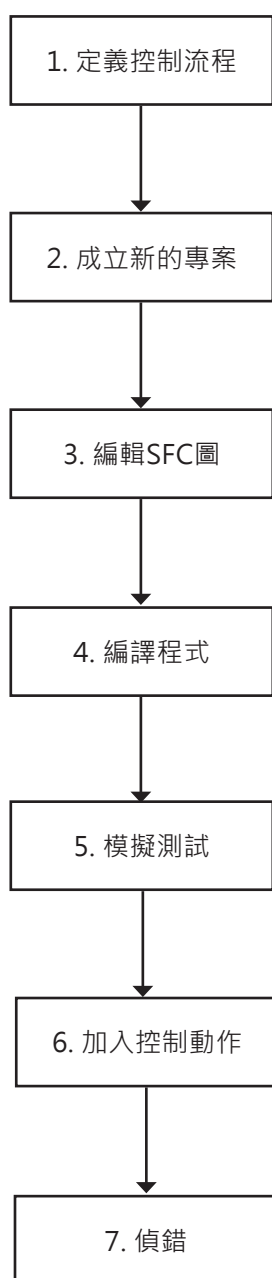 1. 定義控制流程
2. 成立新的專案
3. 編輯SFC圖
4. 編譯程式
5. 模擬測試
6. 加入控制動作
7. 偵錯